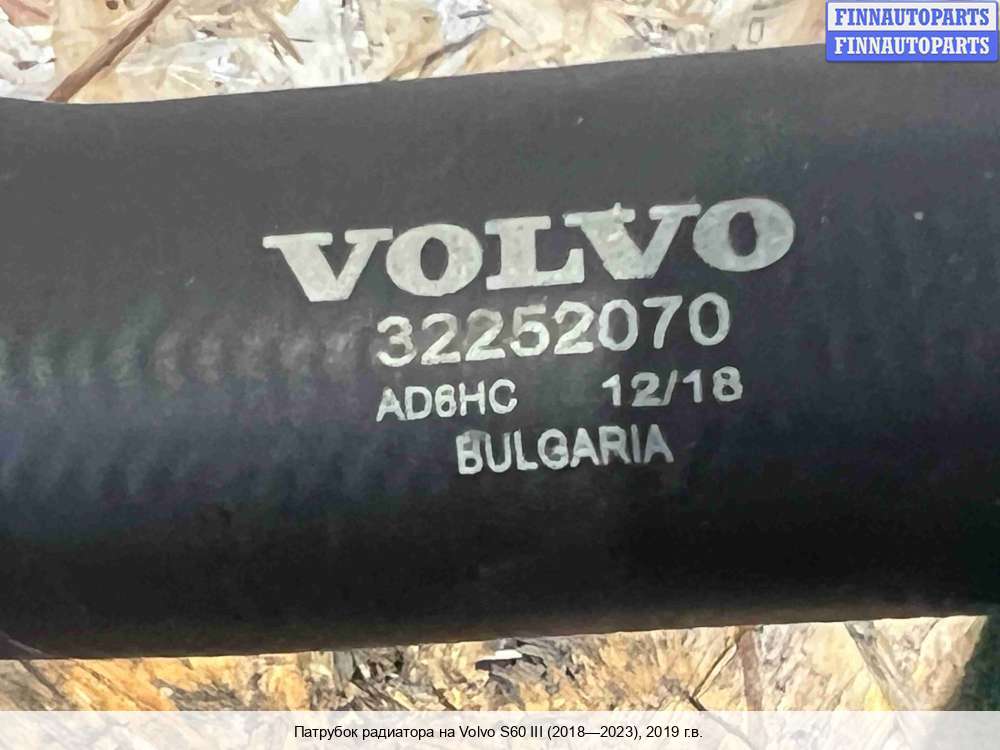 FINNAUTOPARTS
FINNAUTOPARTS
VOLVO
32252070
AD6HC 12/18
BULGARIA
Патрубок радиатора на Volvo S60 III (2018—2023), 2019 г.в.